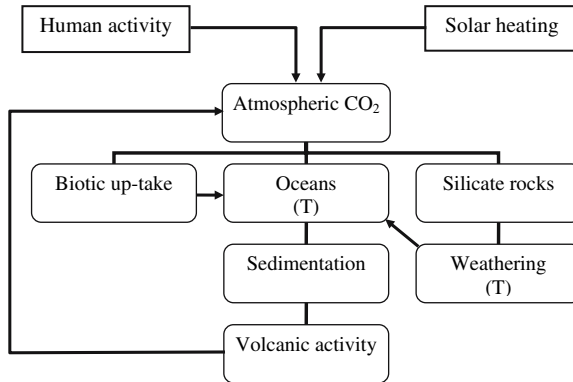 Human activity
Solar heating
Atmospheric CO₂
Biotic up-take
Oceans
(T)
Silicate rocks
Sedimentation
Weathering
(T)
Volcanic activity